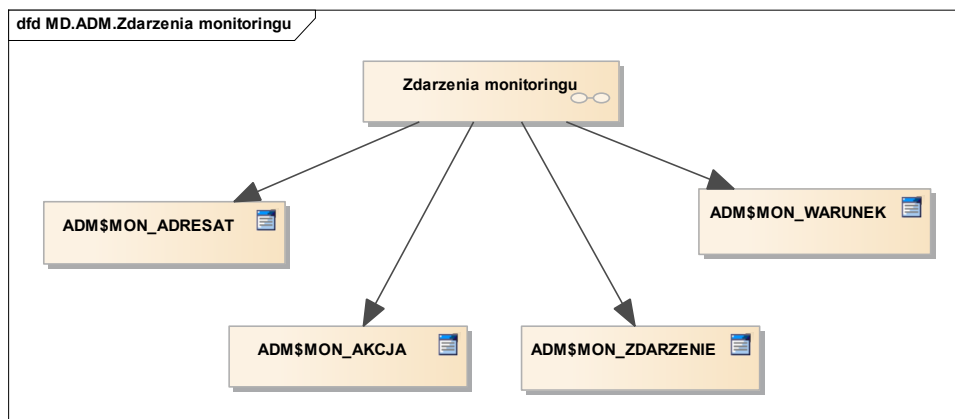 dfd MD.ADM.Zdarzenia monitoringu
Zdarzenia monitoringu
ADM$MON_ADRESAT
ADM$MON_WARUNEK
ADM$MON_AKCJA
ADM$MON_ZDARZENIE